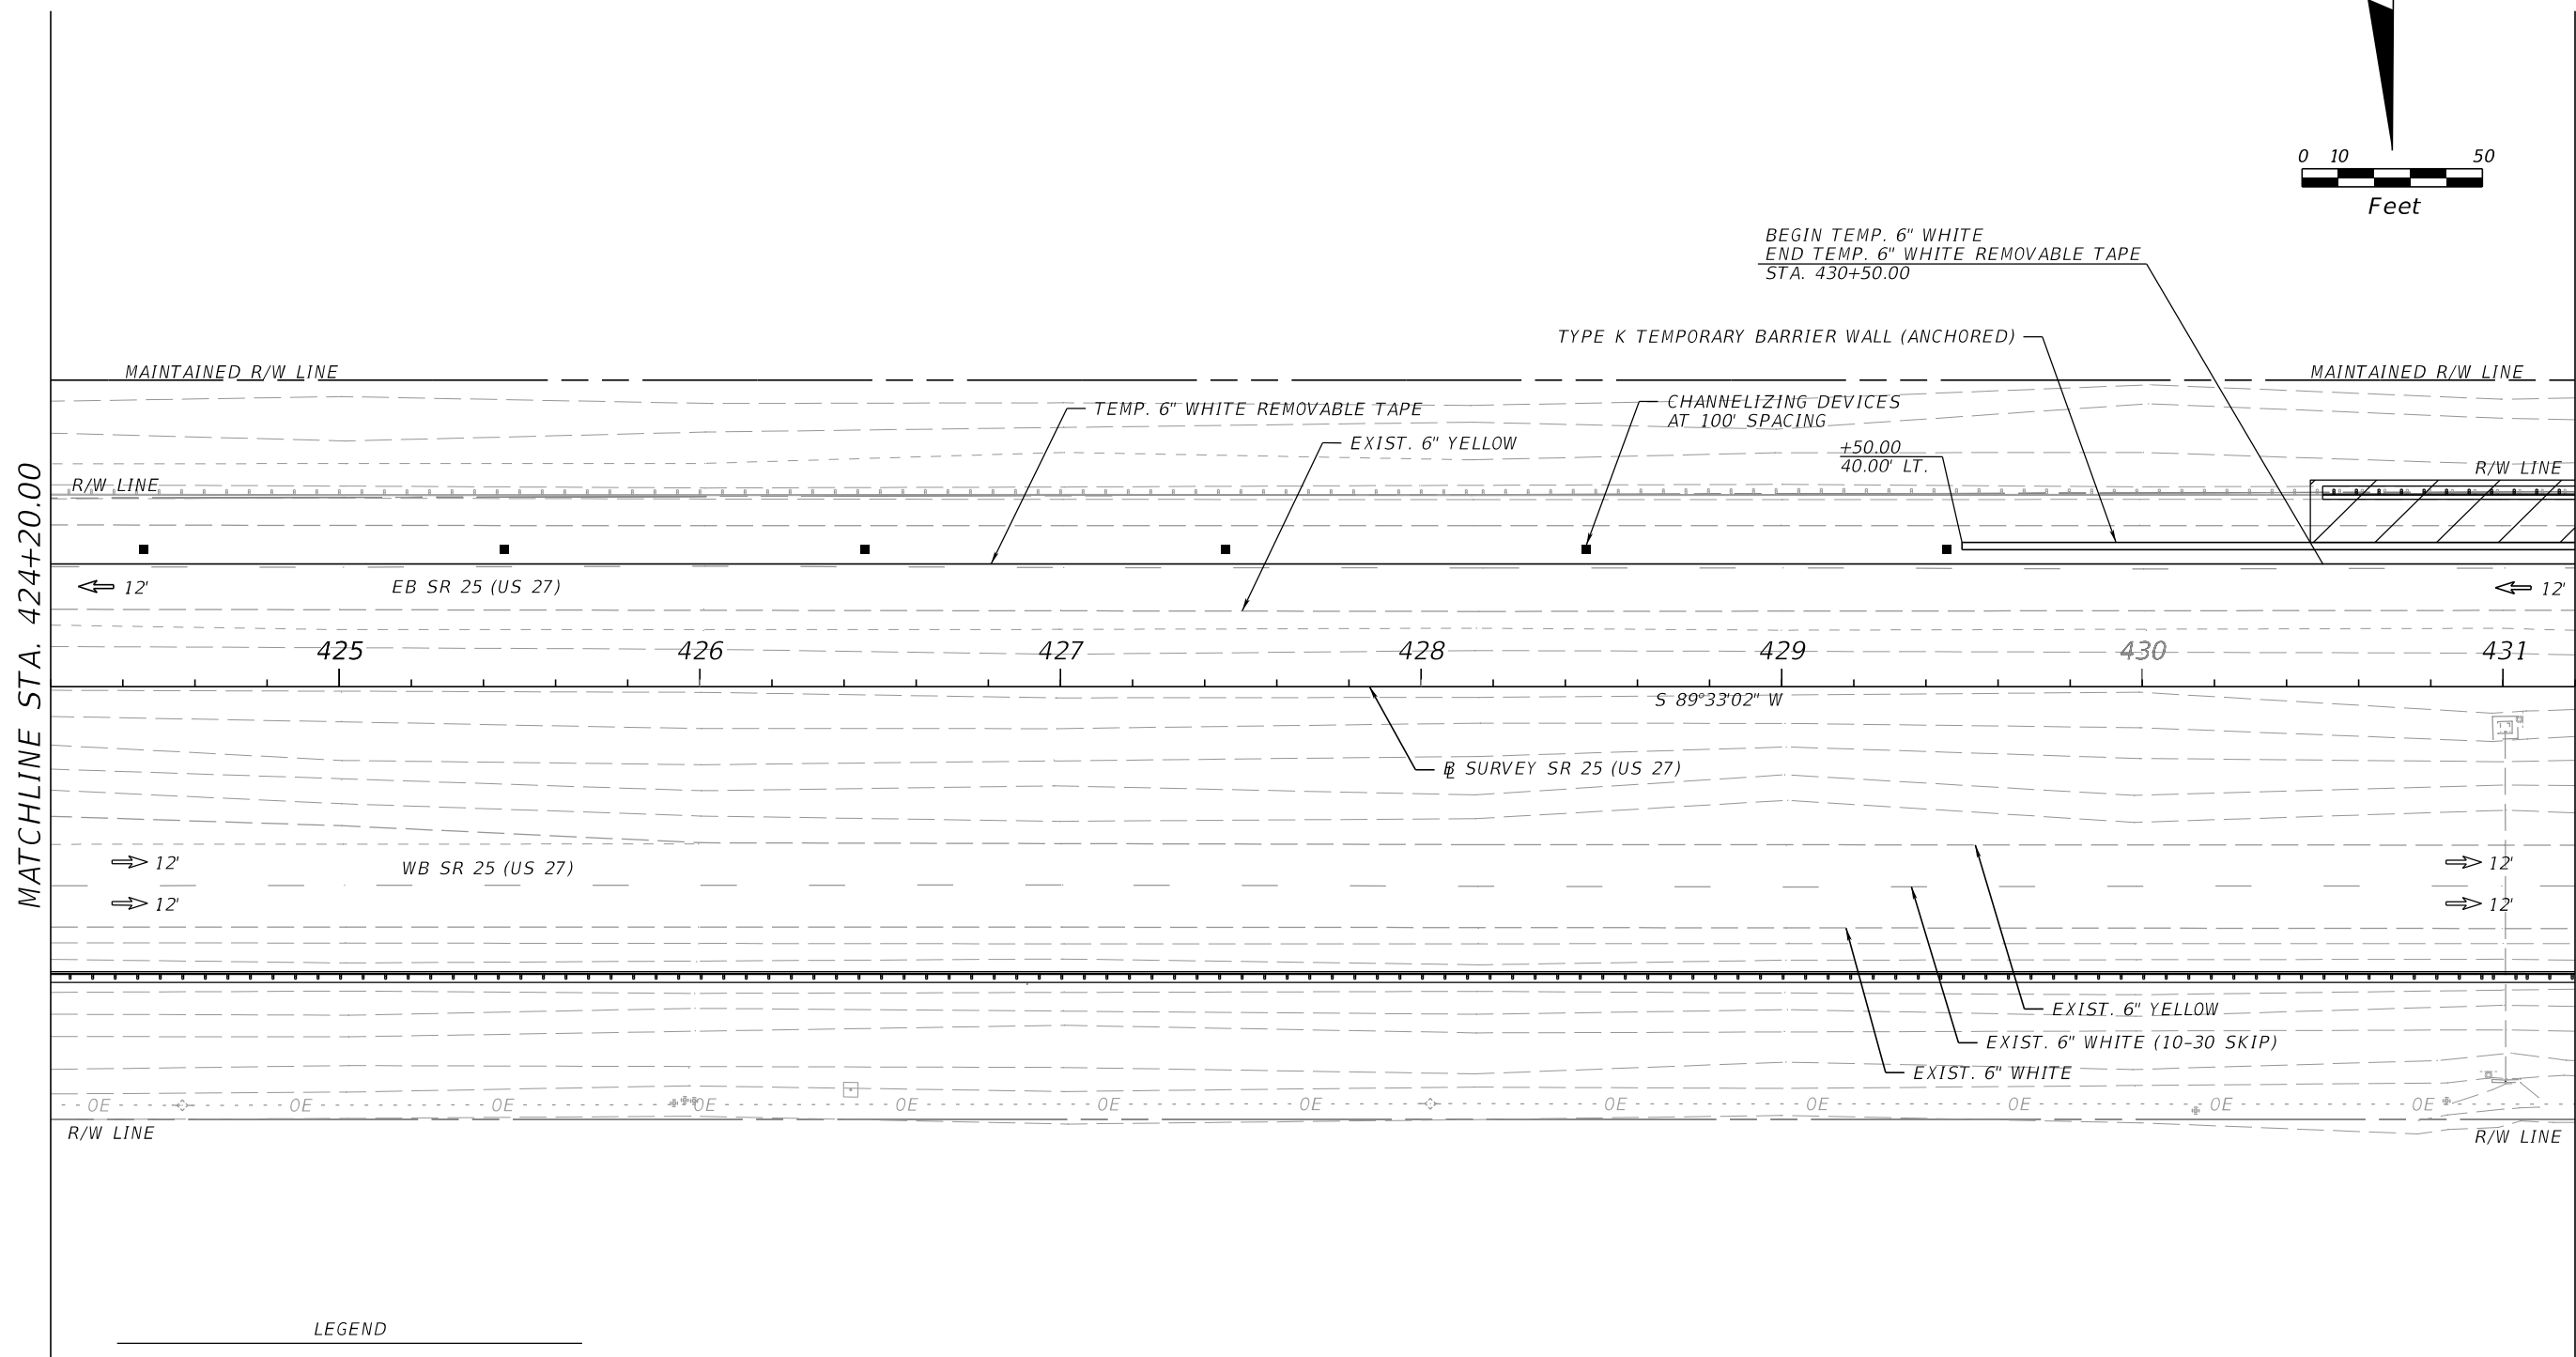 0 10 50
Feet
BEGIN TEMP. 6" WHITE
END TEMP. 6" WHITE REMOVABLE TAPE
STA. 430+50.00
TYPE K TEMPORARY BARRIER WALL (ANCHORED)
MAINTAINED R/W LINE
MAINTAINED R/W LINE
TEMP. 6" WHITE REMOVABLE TAPE
CHANNELIZING DEVICES
AT 100' SPACING
EXIST. 6" YELLOW
+50.00
40.00' LT.
R/W LINE
R/W LINE
MATCHLINE STA. 424+20.00
12'
EB SR 25 (US 27)
12'
425 426 427 428 429 430 431
S 89°33'02" W
BL SURVEY SR 25 (US 27)
12'
WB SR 25 (US 27)
12'
12'
12'
EXIST. 6" YELLOW
EXIST. 6" WHITE (10-30 SKIP)
EXIST. 6" WHITE
OE OE OE OE OE OE OE OE OE OE OE OE
R/W LINE
R/W LINE
LEGEND